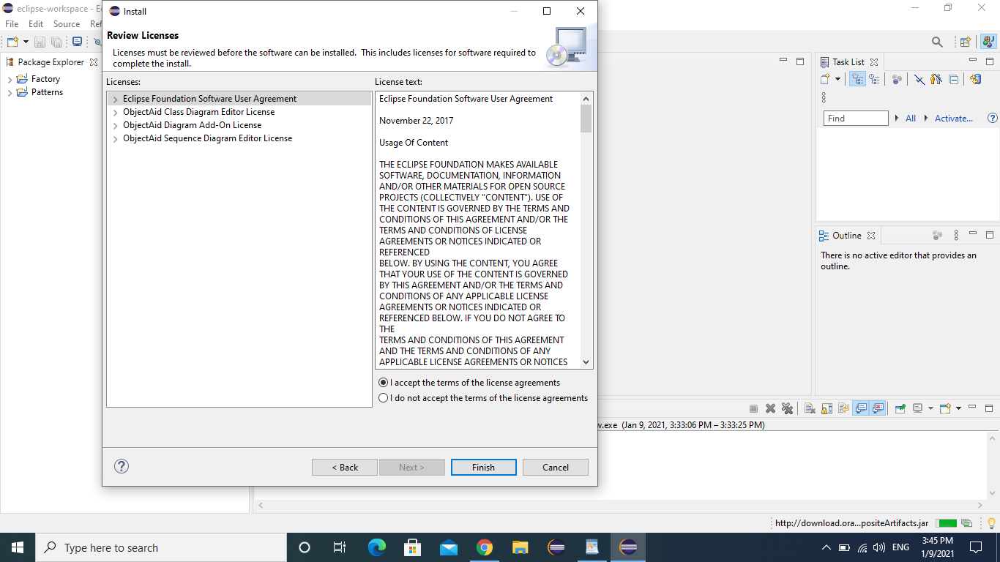 eclipse-workspace - Ec
Install
File Edit Source Ref
Review Licenses
Licenses must be reviewed before the software can be installed.  This includes licenses for software required to
complete the install.
Package Explorer
Factory
Patterns
Licenses:
Eclipse Foundation Software User Agreement
ObjectAid Class Diagram Editor License
ObjectAid Diagram Add-On License
ObjectAid Sequence Diagram Editor License
License text:
Eclipse Foundation Software User Agreement
November 22, 2017
Usage Of Content
THE ECLIPSE FOUNDATION MAKES AVAILABLE
SOFTWARE, DOCUMENTATION, INFORMATION
AND/OR OTHER MATERIALS FOR OPEN SOURCE
PROJECTS (COLLECTIVELY "CONTENT"). USE OF
THE CONTENT IS GOVERNED BY THE TERMS AND
CONDITIONS OF THIS AGREEMENT AND/OR THE
TERMS AND CONDITIONS OF LICENSE
AGREEMENTS OR NOTICES INDICATED OR
REFERENCED
BELOW. BY USING THE CONTENT, YOU AGREE
THAT YOUR USE OF THE CONTENT IS GOVERNED
BY THIS AGREEMENT AND/OR THE TERMS AND
CONDITIONS OF ANY APPLICABLE LICENSE
AGREEMENTS OR NOTICES INDICATED OR
REFERENCED BELOW. IF YOU DO NOT AGREE TO
THE
TERMS AND CONDITIONS OF THIS AGREEMENT
AND THE TERMS AND CONDITIONS OF ANY
APPLICABLE LICENSE AGREEMENTS OR NOTICES
I accept the terms of the license agreements
I do not accept the terms of the license agreements
< Back
Next >
Finish
Cancel
Task List
Find
All
Activate...
Outline
There is no active editor that provides an
outline.
w.exe  (Jan 9, 2021, 3:33:06 PM – 3:33:25 PM)
http://download.ora...positeArtifacts.jar
Type here to search
ENG
3:45 PM
1/9/2021